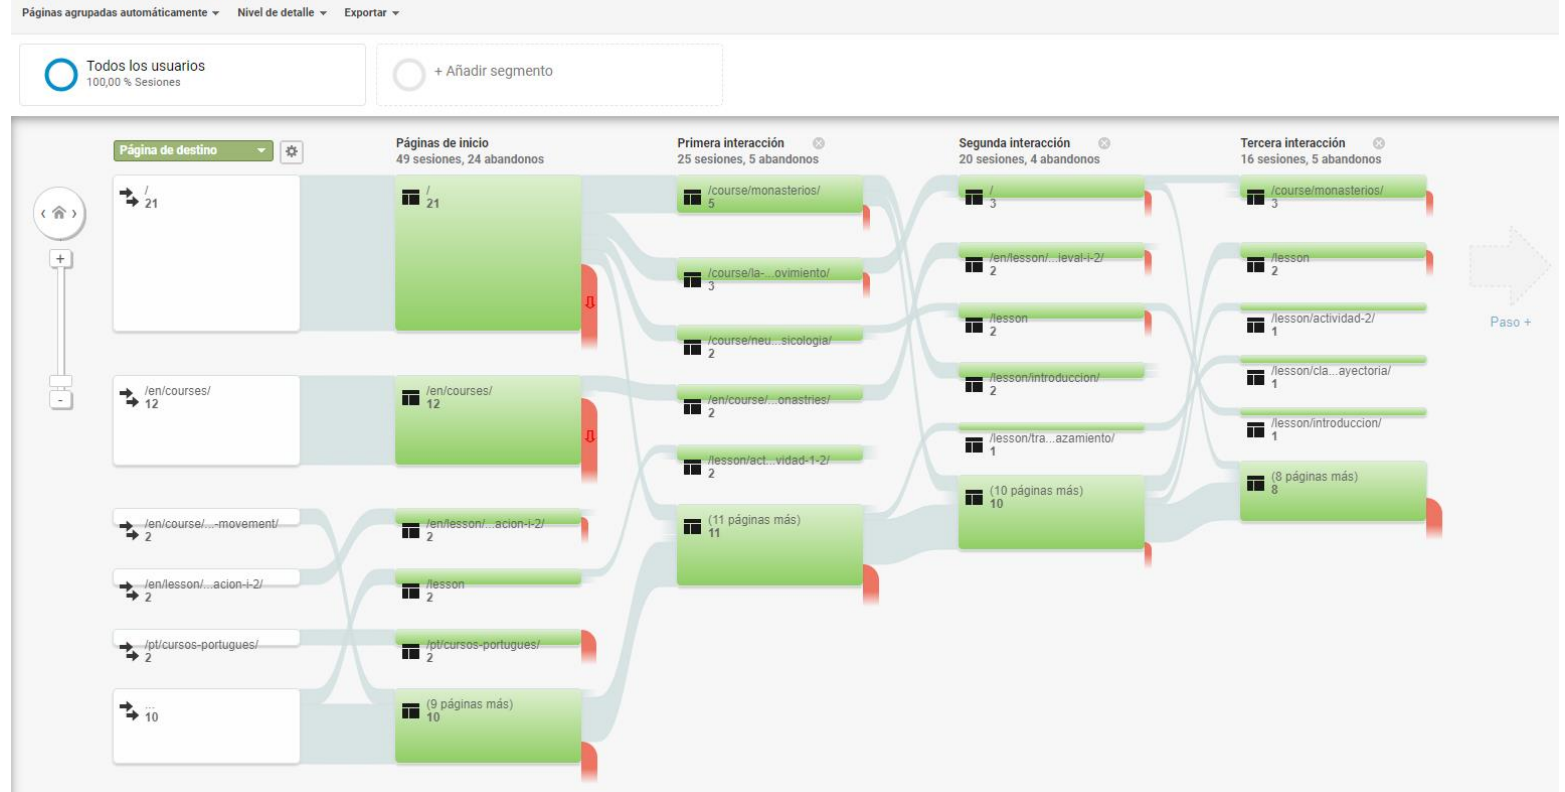 Páginas agrupadas automáticamente Nivel de detalle Exportar
Todos los usuarios
100,00 % Sesiones
+ Añadir segmento
Página de destino
/
21
/en/courses/
12
/en/course/...-movement/
2
/en/lesson/...acion-i-2/
2
/pt/cursos-portugues/
2
...
10
Páginas de inicio
49 sesiones, 24 abandonos
/
21
/en/courses/
12
/en/lesson/...acion-i-2/
2
/lesson
2
/pt/cursos-portugues/
2
(9 páginas más)
10
Primera interacción
25 sesiones, 5 abandonos
/course/monasterios/
5
/course/la-...ovimiento/
3
/course/neu...sicologia/
2
/en/course/...onastries/
2
/lesson/act...vidad-1-2/
2
(11 páginas más)
11
Segunda interacción
20 sesiones, 4 abandonos
/
3
/en/lesson/...ieval-i-2/
2
/lesson
2
/lesson/introduccion/
2
/lesson/tra...azamiento/
1
(10 páginas más)
10
Tercera interacción
16 sesiones, 5 abandonos
/course/monasterios/
3
/lesson
2
/lesson/actividad-2/
1
/lesson/cla...ayectoria/
1
/lesson/introduccion/
1
(8 páginas más)
8
Paso +